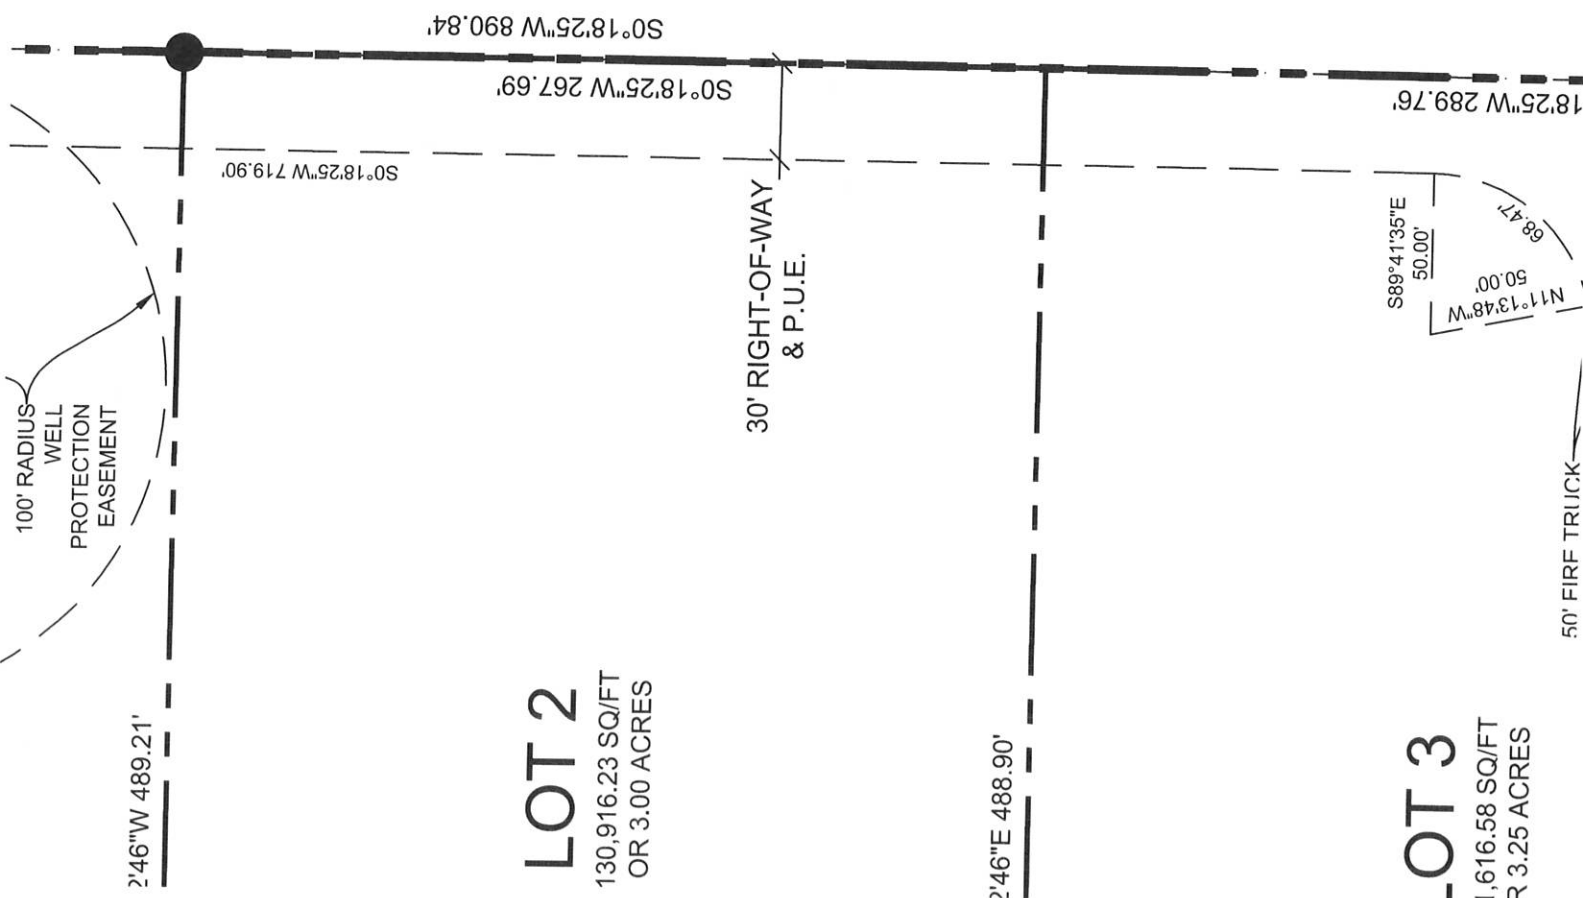 S0°18'25"W 890.84'
S0°18'25"W 267.69'
18'25"W 289.76'
S0°18'25"W 719.90'
30' RIGHT-OF-WAY
& P.U.E.
S89°41'35"E
50.00'
68.47'
N11°13'48"W
50.00'
100' RADIUS
WELL
PROTECTION
EASEMENT
50' FIRE TRUCK
2'46"W 489.21'
LOT 2
130,916.23 SQ/FT
OR 3.00 ACRES
2'46"E 488.90'
LOT 3
1,616.58 SQ/FT
R 3.25 ACRES